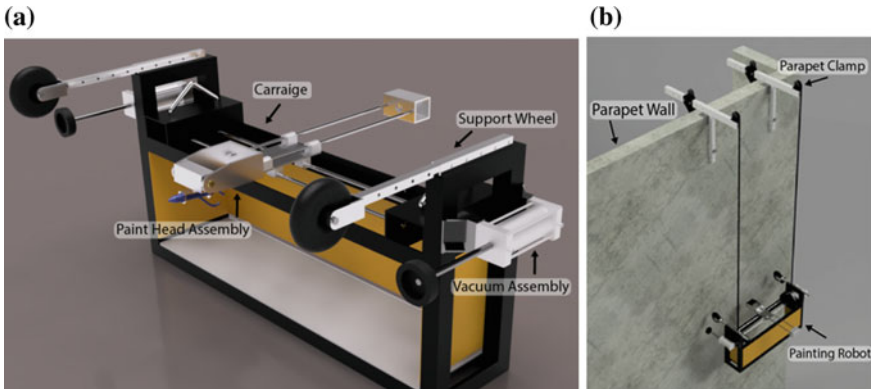 (a)
Carraige
Support Wheel
Paint Head Assembly
Vacuum Assembly
(b)
Parapet Clamp
Parapet Wall
Painting Robot